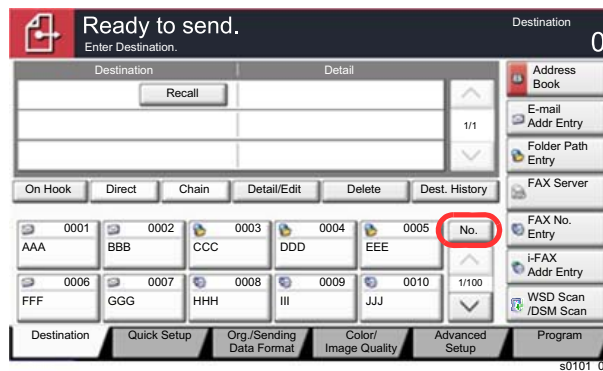 Ready to send.
Enter Destination.
Destination
0
Destination Detail
Recall
1/1
On Hook Direct Chain Detail/Edit Delete Dest. History
0001 0002 0003 0004 0005 No.
AAA BBB CCC DDD EEE
0006 0007 0008 0009 0010 1/100
FFF GGG HHH III JJJ
Address
Book
E-mail
Addr Entry
Folder Path
Entry
FAX Server
FAX No.
Entry
i-FAX
Addr Entry
WSD Scan
/DSM Scan
Destination Quick Setup Org./Sending
Data Format Color/
Image Quality Advanced
Setup Program
s0101_0